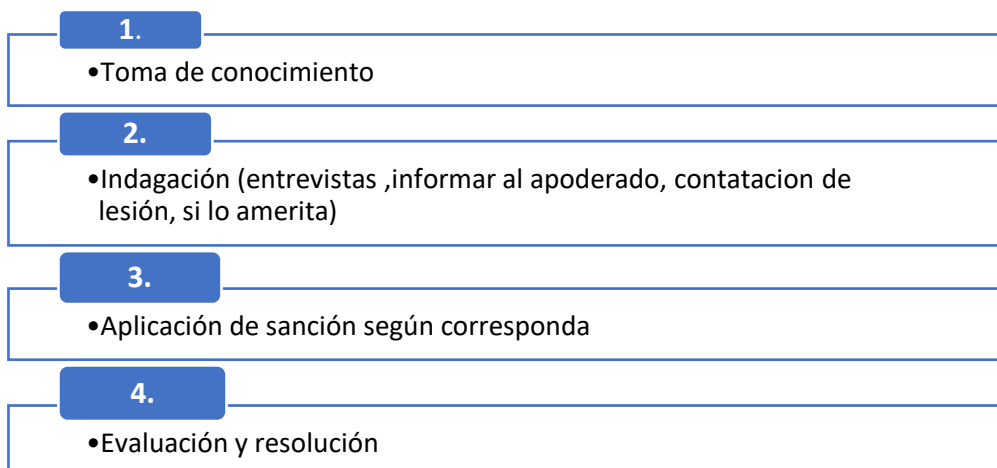 1.
•Toma de conocimiento
2.
•Indagación (entrevistas ,informar al apoderado, contatacion de
lesión, si lo amerita)
3.
•Aplicación de sanción según corresponda
4.
•Evaluación y resolución